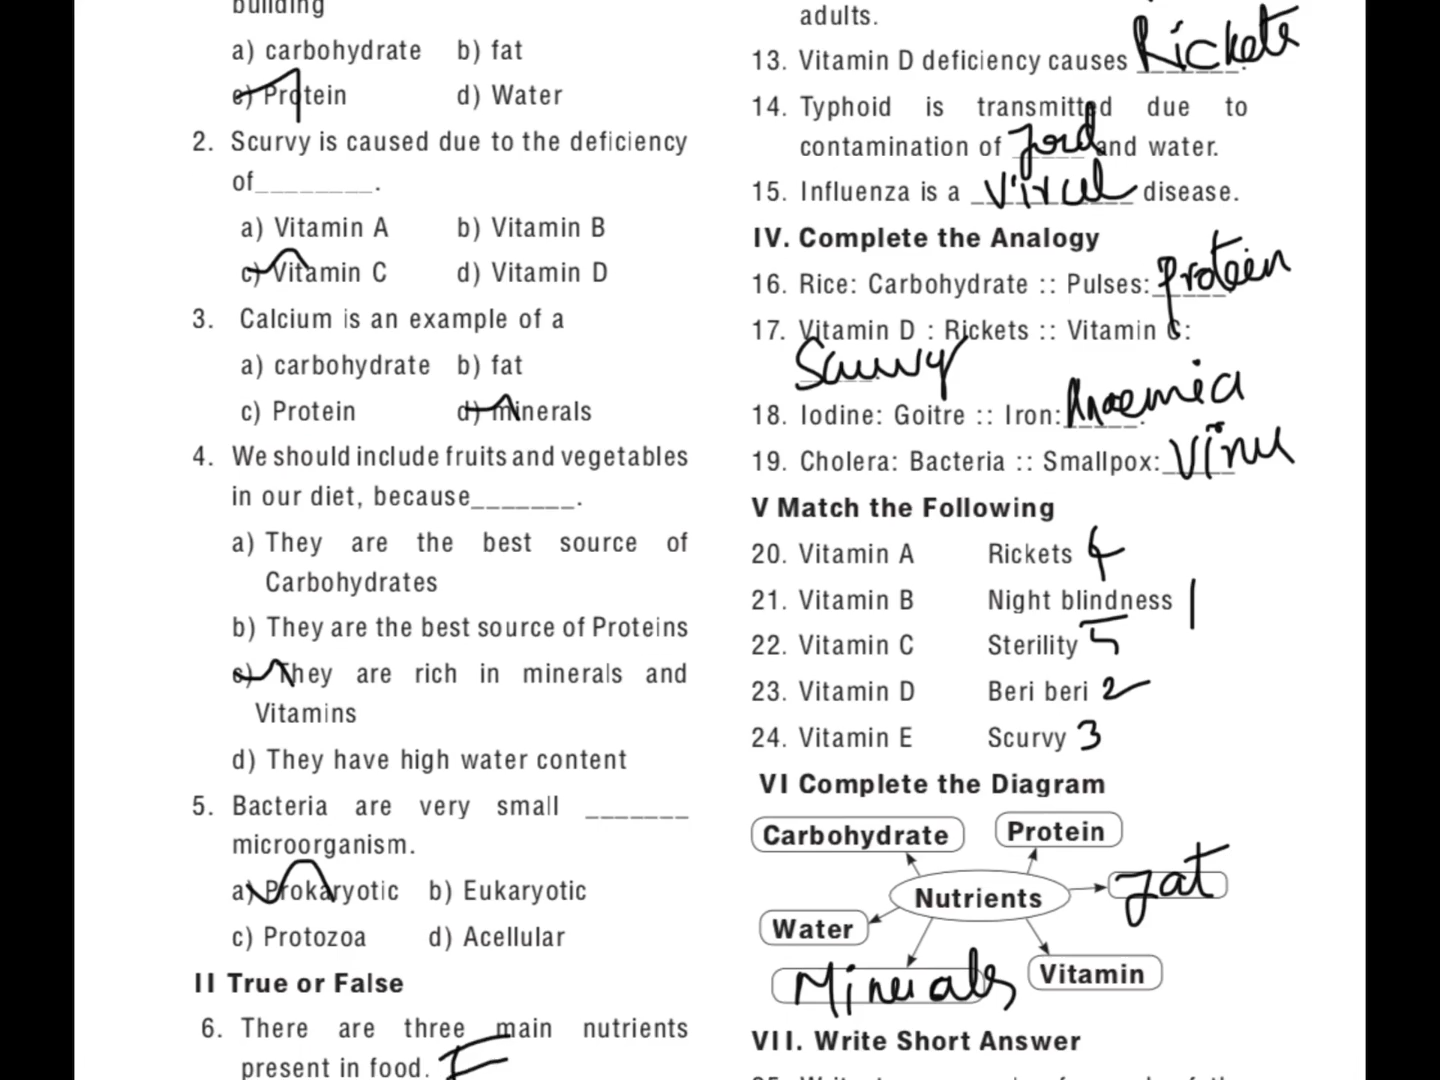 building
a) carbohydrate b) fat
c) Protein d) Water
2. Scurvy is caused due to the deficiency
of________.
a) Vitamin A b) Vitamin B
c) Vitamin C d) Vitamin D
3. Calcium is an example of a
a) carbohydrate b) fat
c) Protein d) minerals
4. We should include fruits and vegetables
in our diet, because_______.
a) They are the best source of
Carbohydrates
b) They are the best source of Proteins
c) They are rich in minerals and
Vitamins
d) They have high water content
5. Bacteria are very small _______
microorganism.
a) Prokaryotic b) Eukaryotic
c) Protozoa d) Acellular
II True or False
6. There are three main nutrients
present in food. F
adults.
13. Vitamin D deficiency causes Rickets.
14. Typhoid is transmitted due to
contamination of food and water.
15. Influenza is a viral disease.
IV. Complete the Analogy
16. Rice: Carbohydrate :: Pulses: Protein
17. Vitamin D : Rickets :: Vitamin C:
Scurvy
18. Iodine: Goitre :: Iron: Anaemia.
19. Cholera: Bacteria :: Smallpox: Virus
V Match the Following
20. Vitamin A Rickets 4
21. Vitamin B Night blindness 1
22. Vitamin C Sterility 5
23. Vitamin D Beri beri 2
24. Vitamin E Scurvy 3
VI Complete the Diagram
Carbohydrate Protein
Nutrients Fat
Water
Minerals Vitamin
VII. Write Short Answer